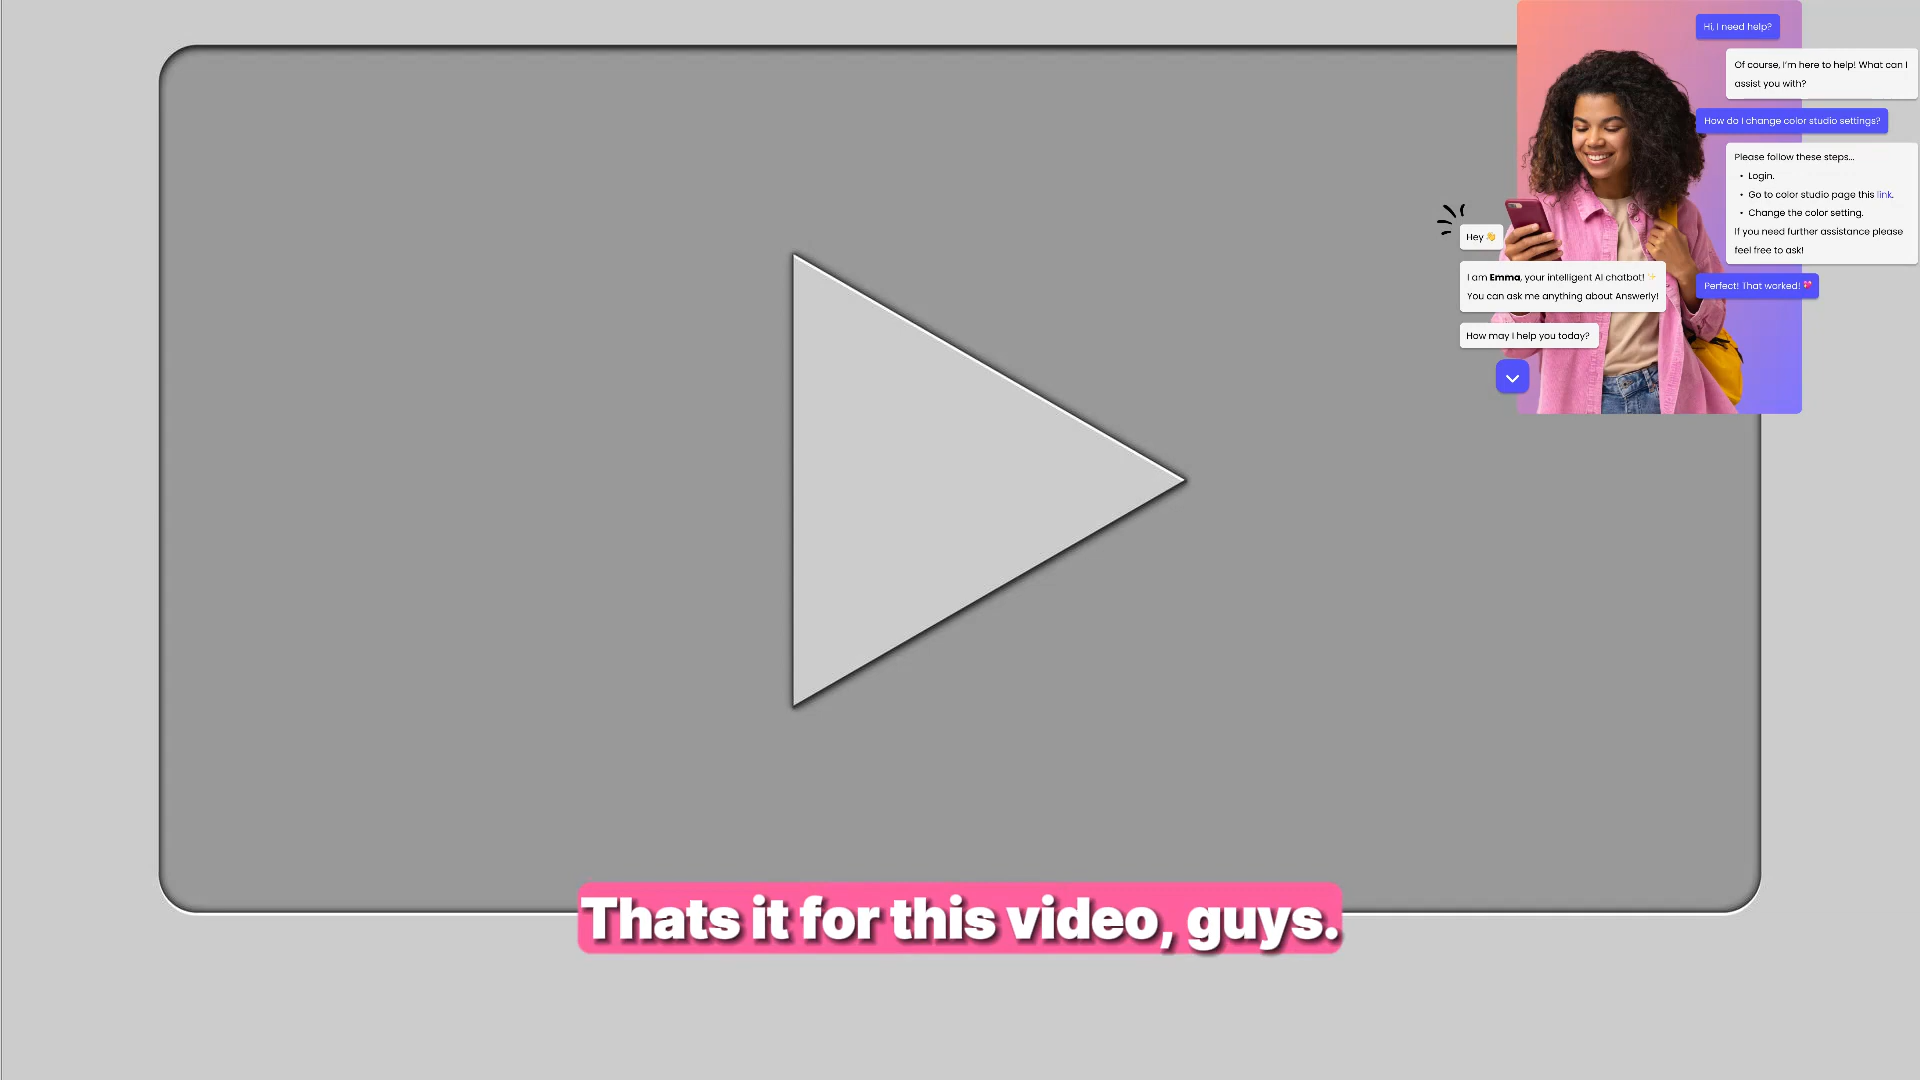 Hi, I need help?
Of course, I'm here to help! What can I
assist you with?
How do I change color studio settings?
Please follow these steps...
• Login.
• Go to color studio page this link.
• Change the color setting.
If you need further assistance please
feel free to ask!
Perfect! That worked! 💖
Hey 👋
I am Emma, your intelligent AI chatbot! ✨
You can ask me anything about Answerly!
How may I help you today?
Thats it for this video, guys.